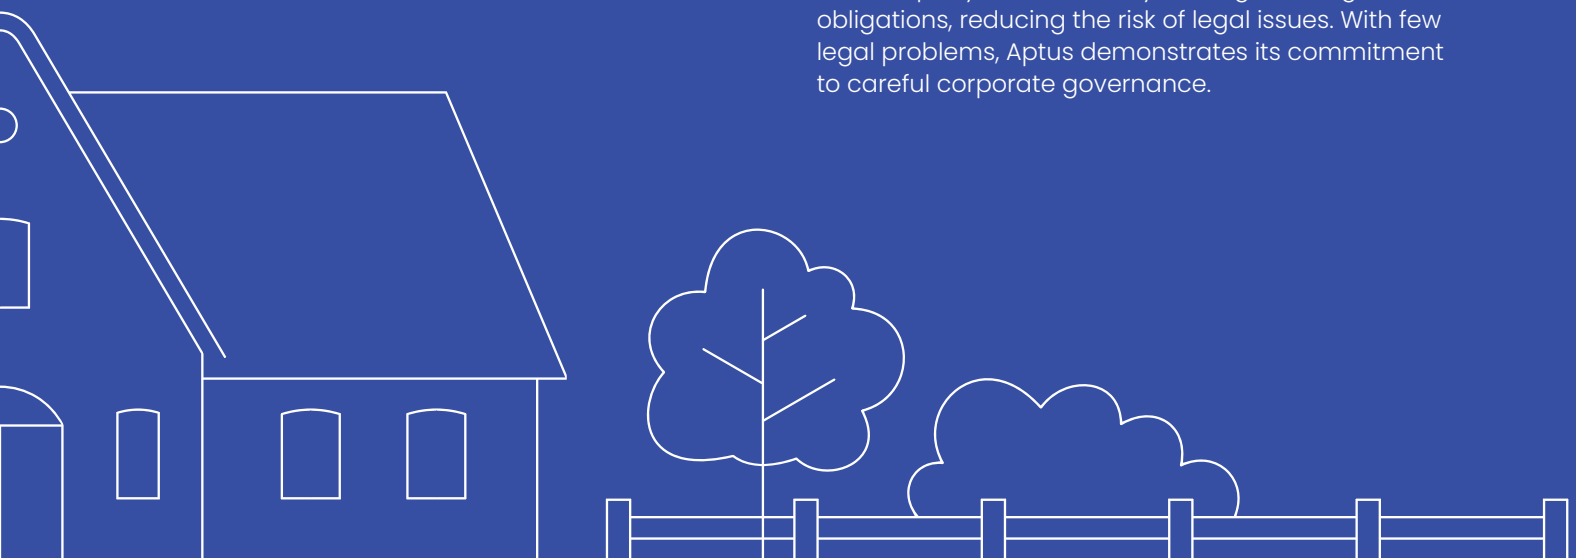 obligations, reducing the risk of legal issues. With few
legal problems, Aptus demonstrates its commitment
to careful corporate governance.